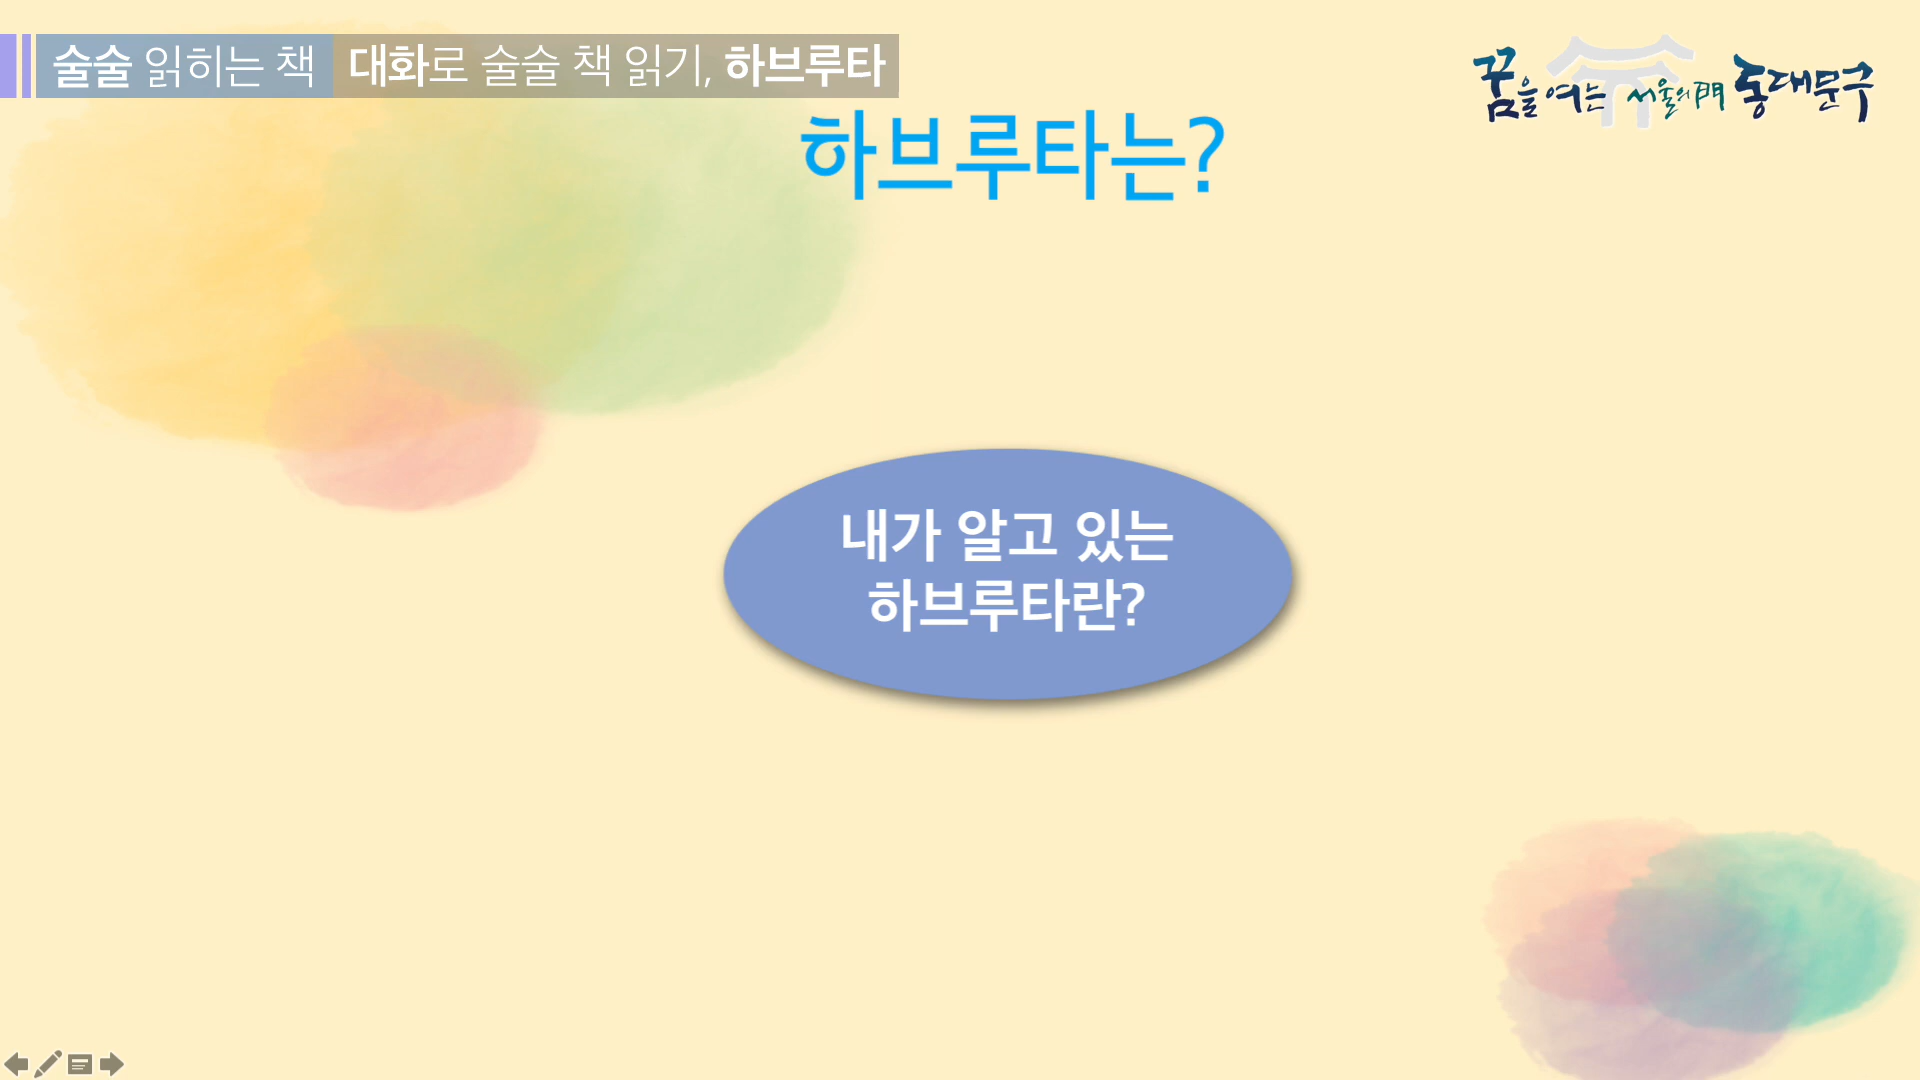 술술 읽히는 책 대화로 술술 책 읽기, 하브루타
꿈을 여는 서울의 門 동대문구
하브루타는?
내가 알고 있는
하브루타란?